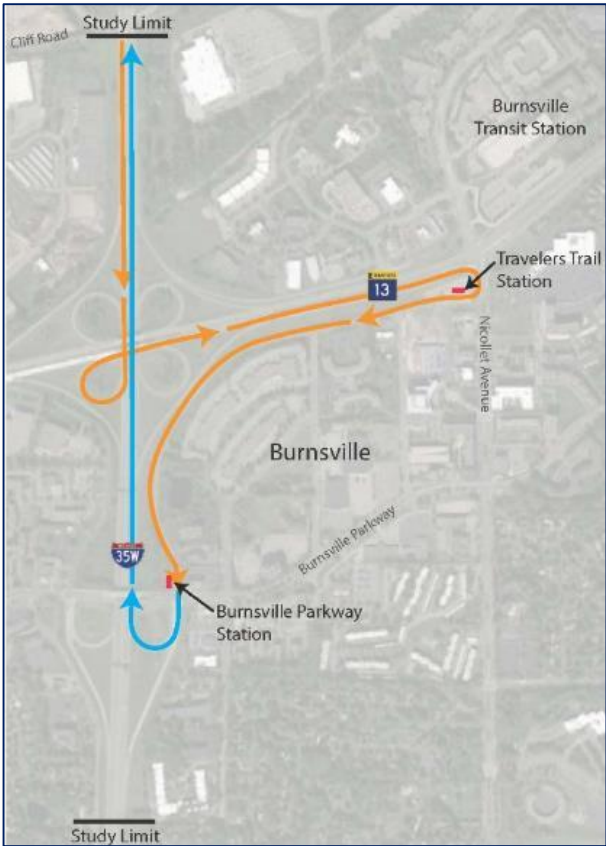 Study Limit
Cliff Road
Burnsville
Transit Station
Travelers Trail
Station
13
Nicollet Avenue
Burnsville
Burnsville Parkway
35W
Burnsville Parkway
Station
Study Limit